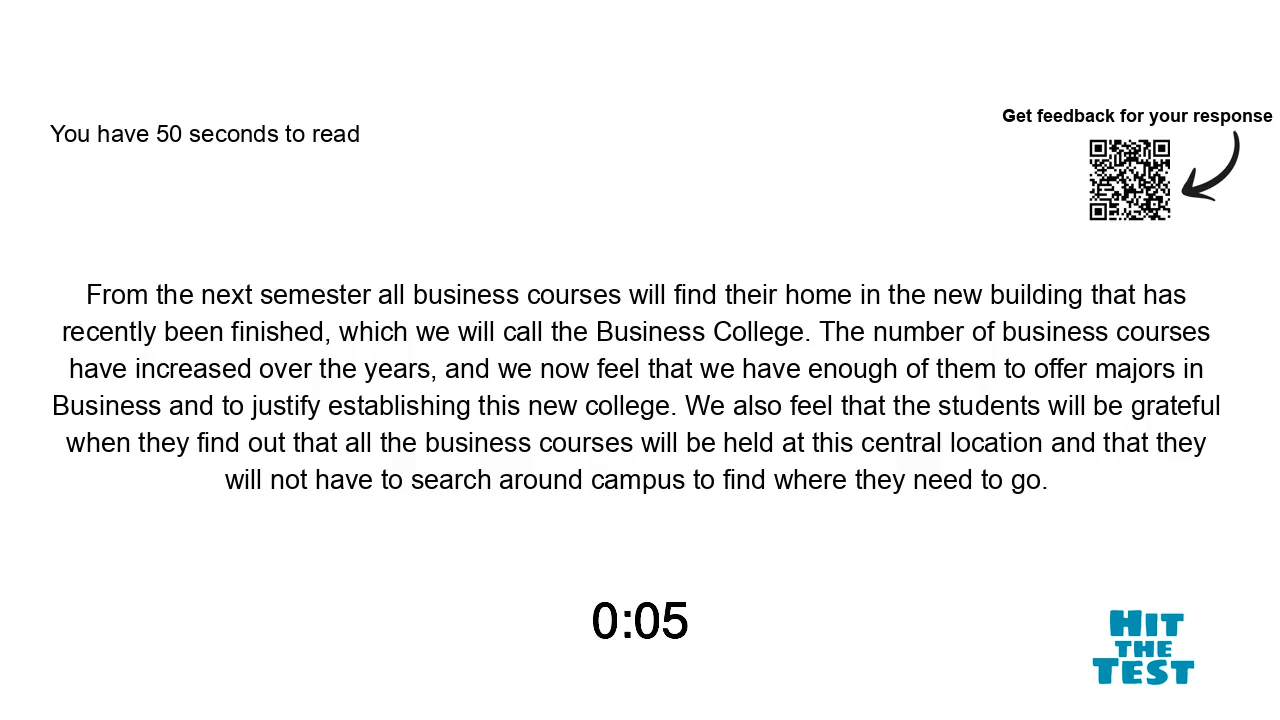 Get feedback for your response
You have 50 seconds to read
From the next semester all business courses will find their home in the new building that has
recently been finished, which we will call the Business College. The number of business courses
have increased over the years, and we now feel that we have enough of them to offer majors in
Business and to justify establishing this new college. We also feel that the students will be grateful
when they find out that all the business courses will be held at this central location and that they
will not have to search around campus to find where they need to go.
0:05
HIT
THE
TEST